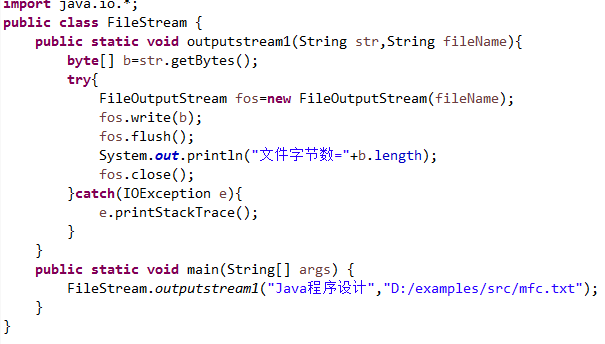 import java.io.*;
public class FileStream {
    public static void outputstream1(String str,String fileName){
        byte[] b=str.getBytes();
        try{
            FileOutputStream fos=new FileOutputStream(fileName);
            fos.write(b);
            fos.flush();
            System.out.println("文件字节数="+b.length);
            fos.close();
        }catch(IOException e){
            e.printStackTrace();
        }
    }
    public static void main(String[] args) {
        FileStream.outputstream1("Java程序设计","D:/examples/src/mfc.txt");
    }
}